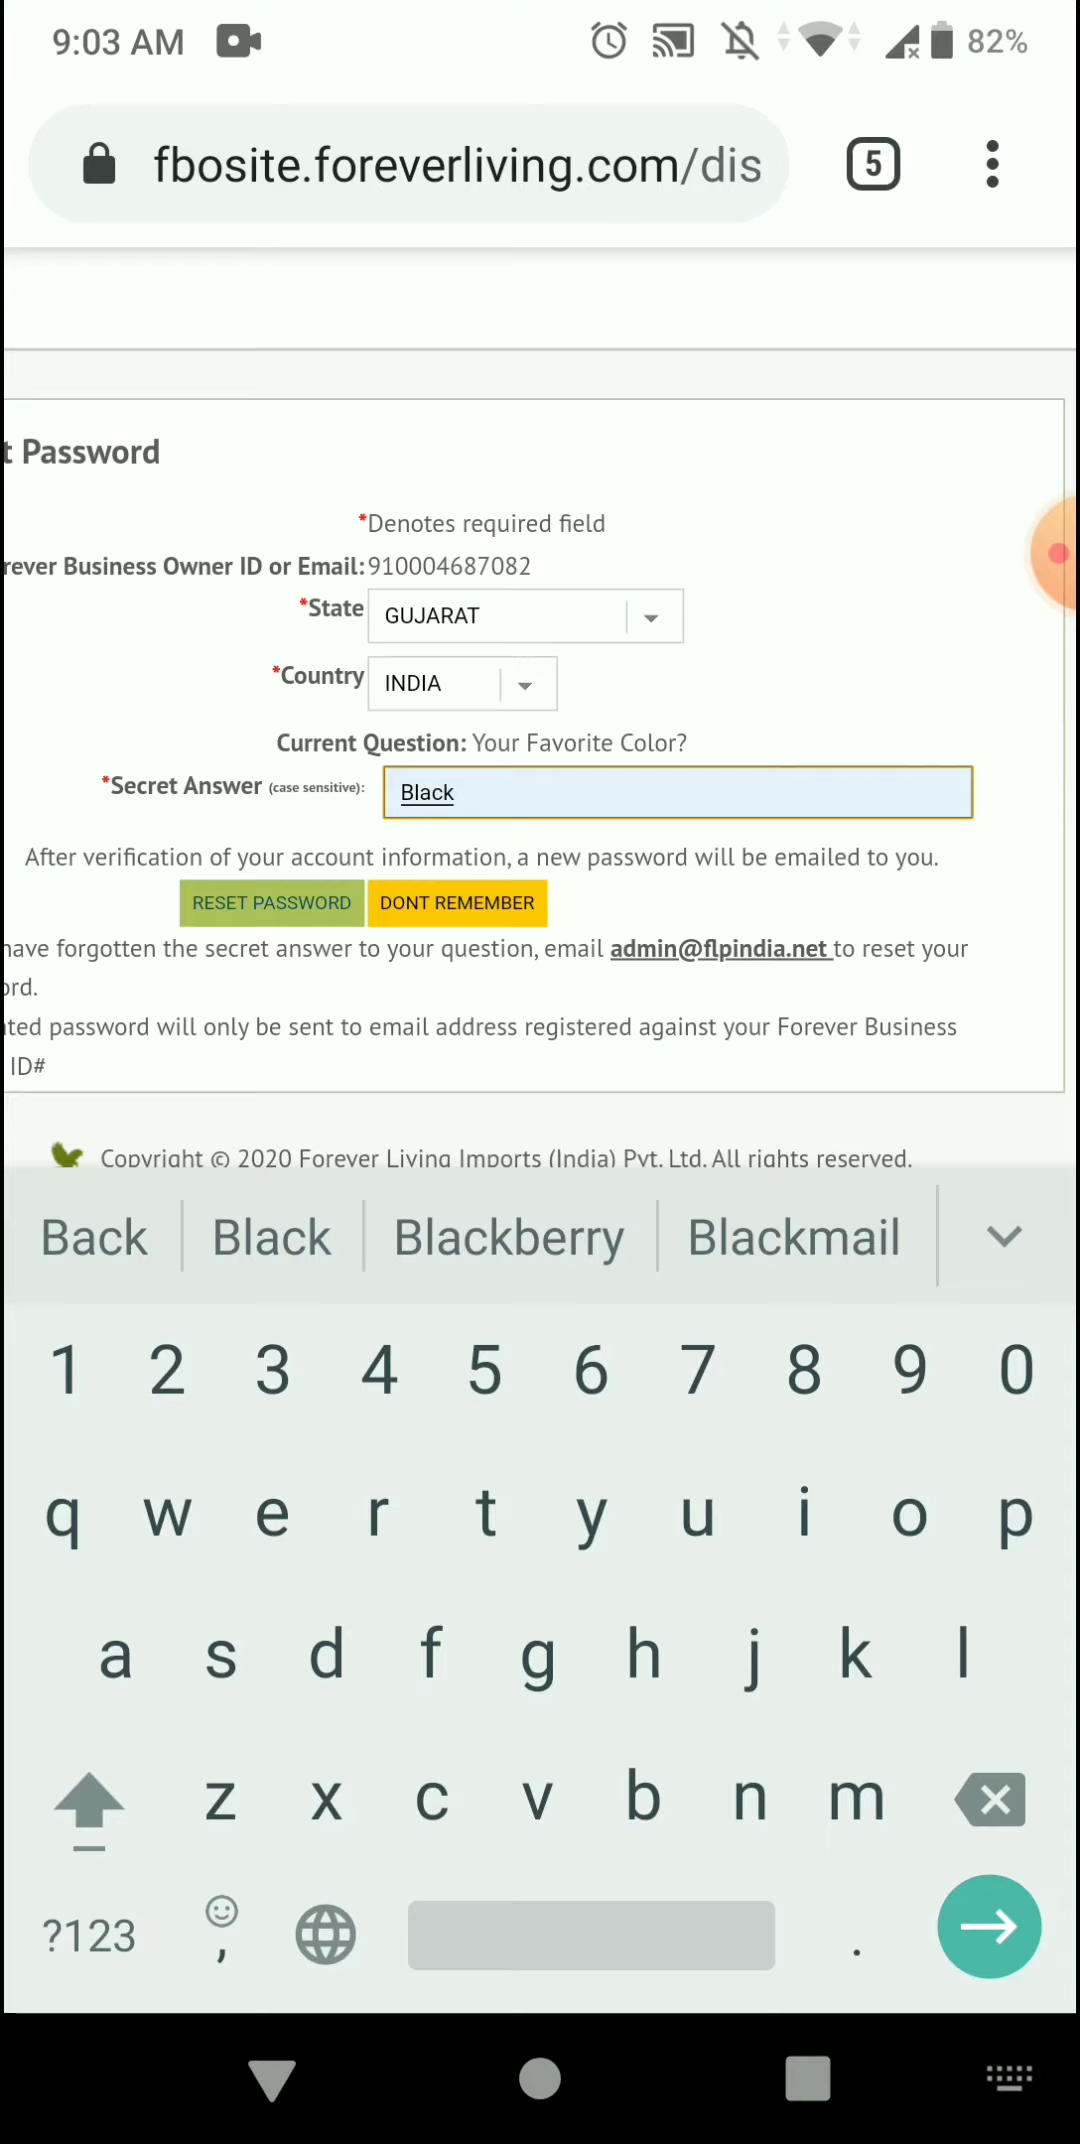 9:03 AM 82%
fbosite.foreverliving.com/dis 5
t Password
*Denotes required field
rever Business Owner ID or Email: 910004687082
*State GUJARAT
*Country INDIA
Current Question: Your Favorite Color?
*Secret Answer (case sensitive): Black
After verification of your account information, a new password will be emailed to you.
RESET PASSWORD DONT REMEMBER
have forgotten the secret answer to your question, email admin@flpindia.net to reset your
ord.
ated password will only be sent to email address registered against your Forever Business
ID#
Copyright © 2020 Forever Living Imports (India) Pvt. Ltd. All rights reserved.
Back Black Blackberry Blackmail
1 2 3 4 5 6 7 8 9 0
q w e r t y u i o p
a s d f g h j k l
z x c v b n m
?123 , .